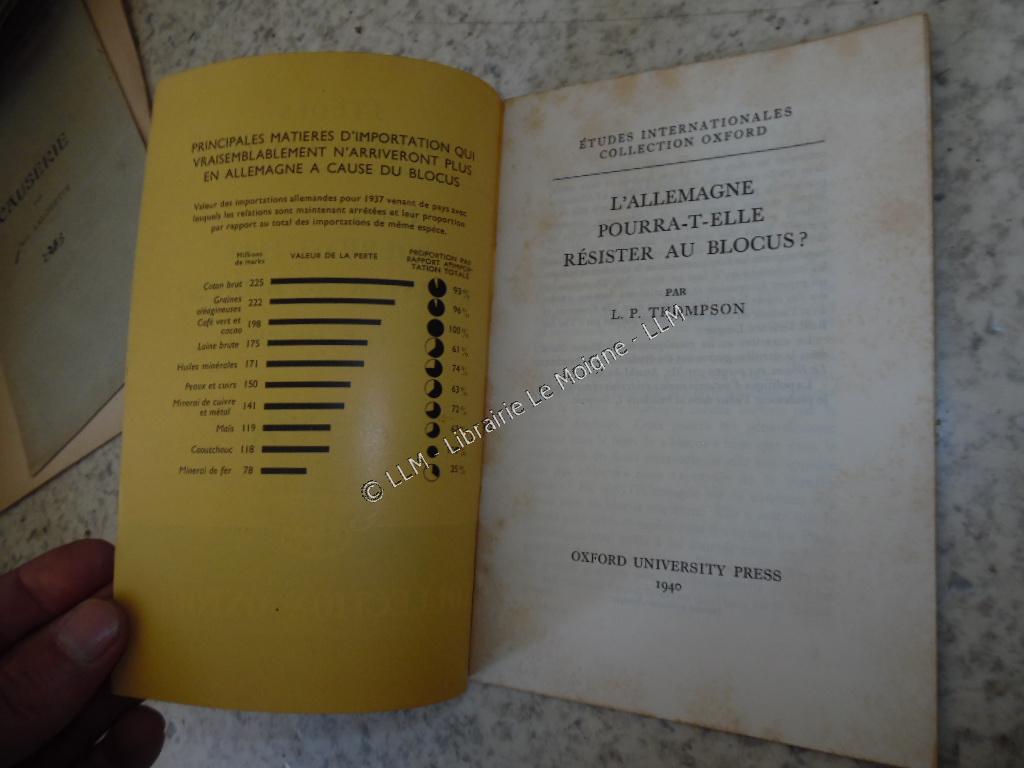 CAUSERIE
PRINCIPALES MATIERES D'IMPORTATION QUI
VRAISEMBLABLEMENT N'ARRIVERONT PLUS
EN ALLEMAGNE A CAUSE DU BLOCUS
Valeur des importations allemandes pour 1937 venant de pays avec
lesquels les relations sont maintenant arrêtées et leur proportion
par rapport au total des importations de même espéce.
Millions
de marks
VALEUR DE LA PERTE
PROPORTION PAR
RAPPORT A L'IMPOR-
TATION TOTALE
Coton brut 225 93%
Graines
oléagineuses 222 96%
Café vert et
cacao 198 100%
Laine brute 175 61%
Huiles minérales 171 74%
Peaux et cuirs 150 63%
Minerai de cuivre
et métal 141 72%
Maïs 119
Caoutchouc 118
Minerai de fer 78 25%
ÉTUDES INTERNATIONALES
COLLECTION OXFORD
L'ALLEMAGNE
POURRA-T-ELLE
RÉSISTER AU BLOCUS?
PAR
L. P. THOMPSON
OXFORD UNIVERSITY PRESS
1940
© LLM - Librairie Le Moigne - LLM